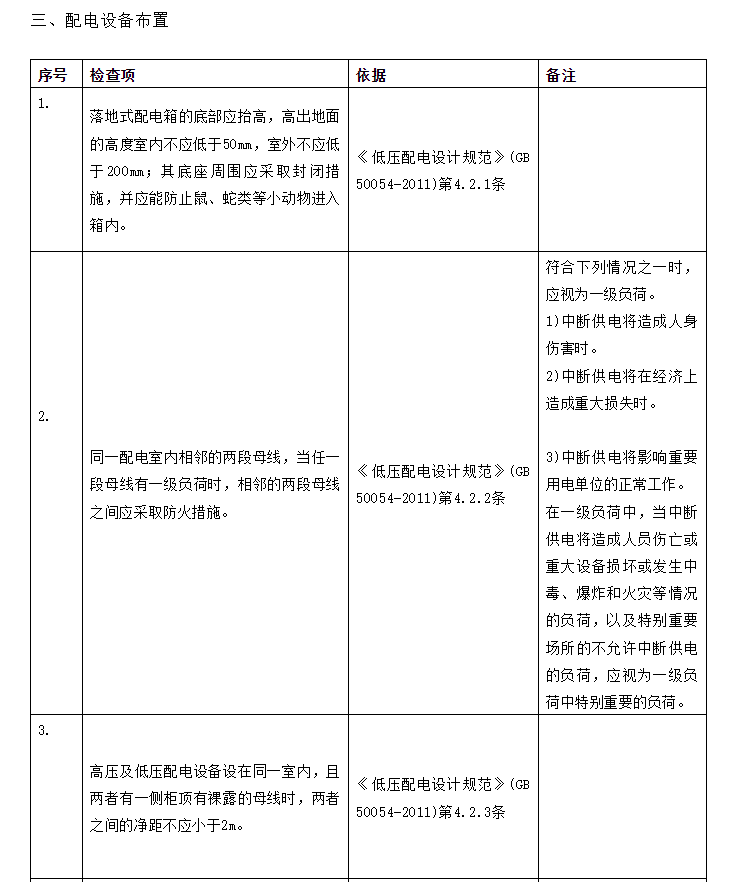 三、配电设备布置
序号 检查项 依据 备注
1.
落地式配电箱的底部应抬高，高出地面
的高度室内不应低于50mm，室外不应低
于200mm；其底座周围应采取封闭措
施，并应能防止鼠、蛇类等小动物进入
箱内。
《低压配电设计规范》(GB
50054-2011)第4.2.1条
2.
同一配电室内相邻的两段母线，当任一
段母线有一级负荷时，相邻的两段母线
之间应采取防火措施。
《低压配电设计规范》(GB
50054-2011)第4.2.2条
符合下列情况之一时，
应视为一级负荷。
1)中断供电将造成人身
伤害时。
2)中断供电将在经济上
造成重大损失时。
3)中断供电将影响重要
用电单位的正常工作。
在一级负荷中，当中断
供电将造成人员伤亡或
重大设备损坏或发生中
毒、爆炸和火灾等情况
的负荷，以及特别重要
场所的不允许中断供电
的负荷，应视为一级负
荷中特别重要的负荷。
3.
高压及低压配电设备设在同一室内，且
两者有一侧柜顶有裸露的母线时，两者
之间的净距不应小于2m。
《低压配电设计规范》(GB
50054-2011)第4.2.3条